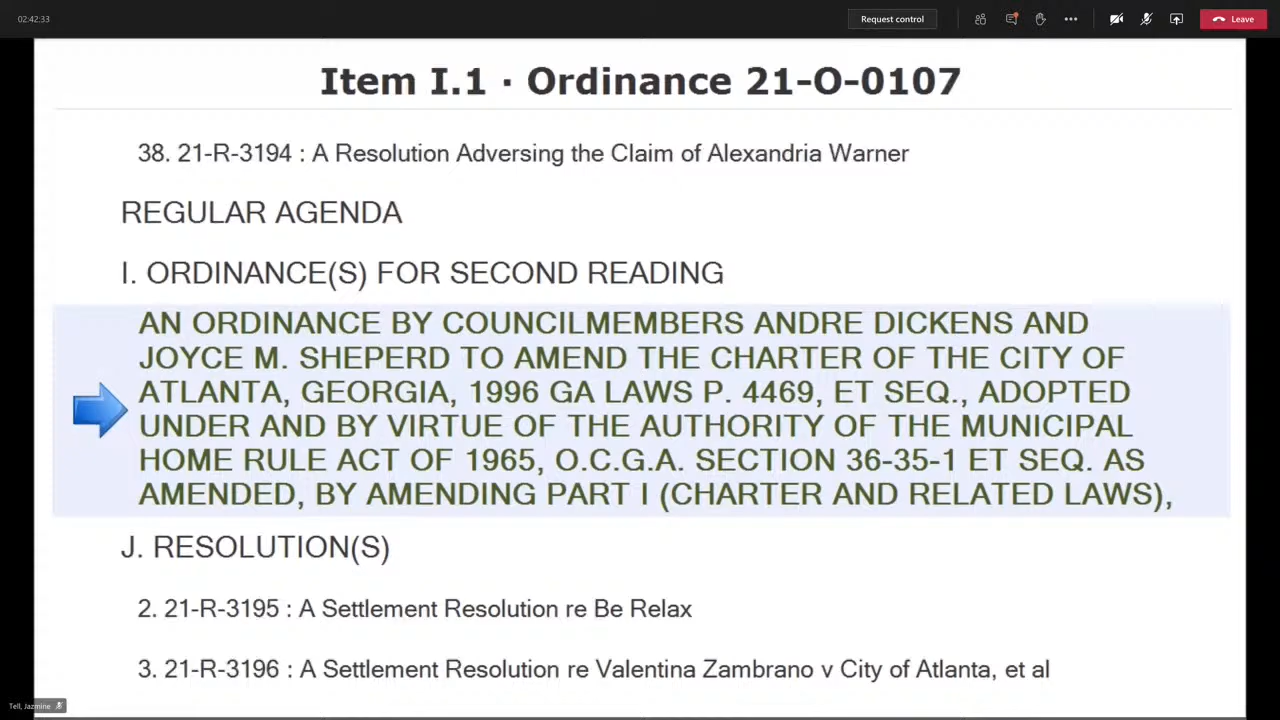 02:42:33
Request control
Leave
Item I.1 · Ordinance 21-O-0107
38. 21-R-3194 : A Resolution Adversing the Claim of Alexandria Warner
REGULAR AGENDA
I. ORDINANCE(S) FOR SECOND READING
AN ORDINANCE BY COUNCILMEMBERS ANDRE DICKENS AND
JOYCE M. SHEPERD TO AMEND THE CHARTER OF THE CITY OF
ATLANTA, GEORGIA, 1996 GA LAWS P. 4469, ET SEQ., ADOPTED
UNDER AND BY VIRTUE OF THE AUTHORITY OF THE MUNICIPAL
HOME RULE ACT OF 1965, O.C.G.A. SECTION 36-35-1 ET SEQ. AS
AMENDED, BY AMENDING PART I (CHARTER AND RELATED LAWS),
J. RESOLUTION(S)
2. 21-R-3195 : A Settlement Resolution re Be Relax
3. 21-R-3196 : A Settlement Resolution re Valentina Zambrano v City of Atlanta, et al
Tell, Jazmine